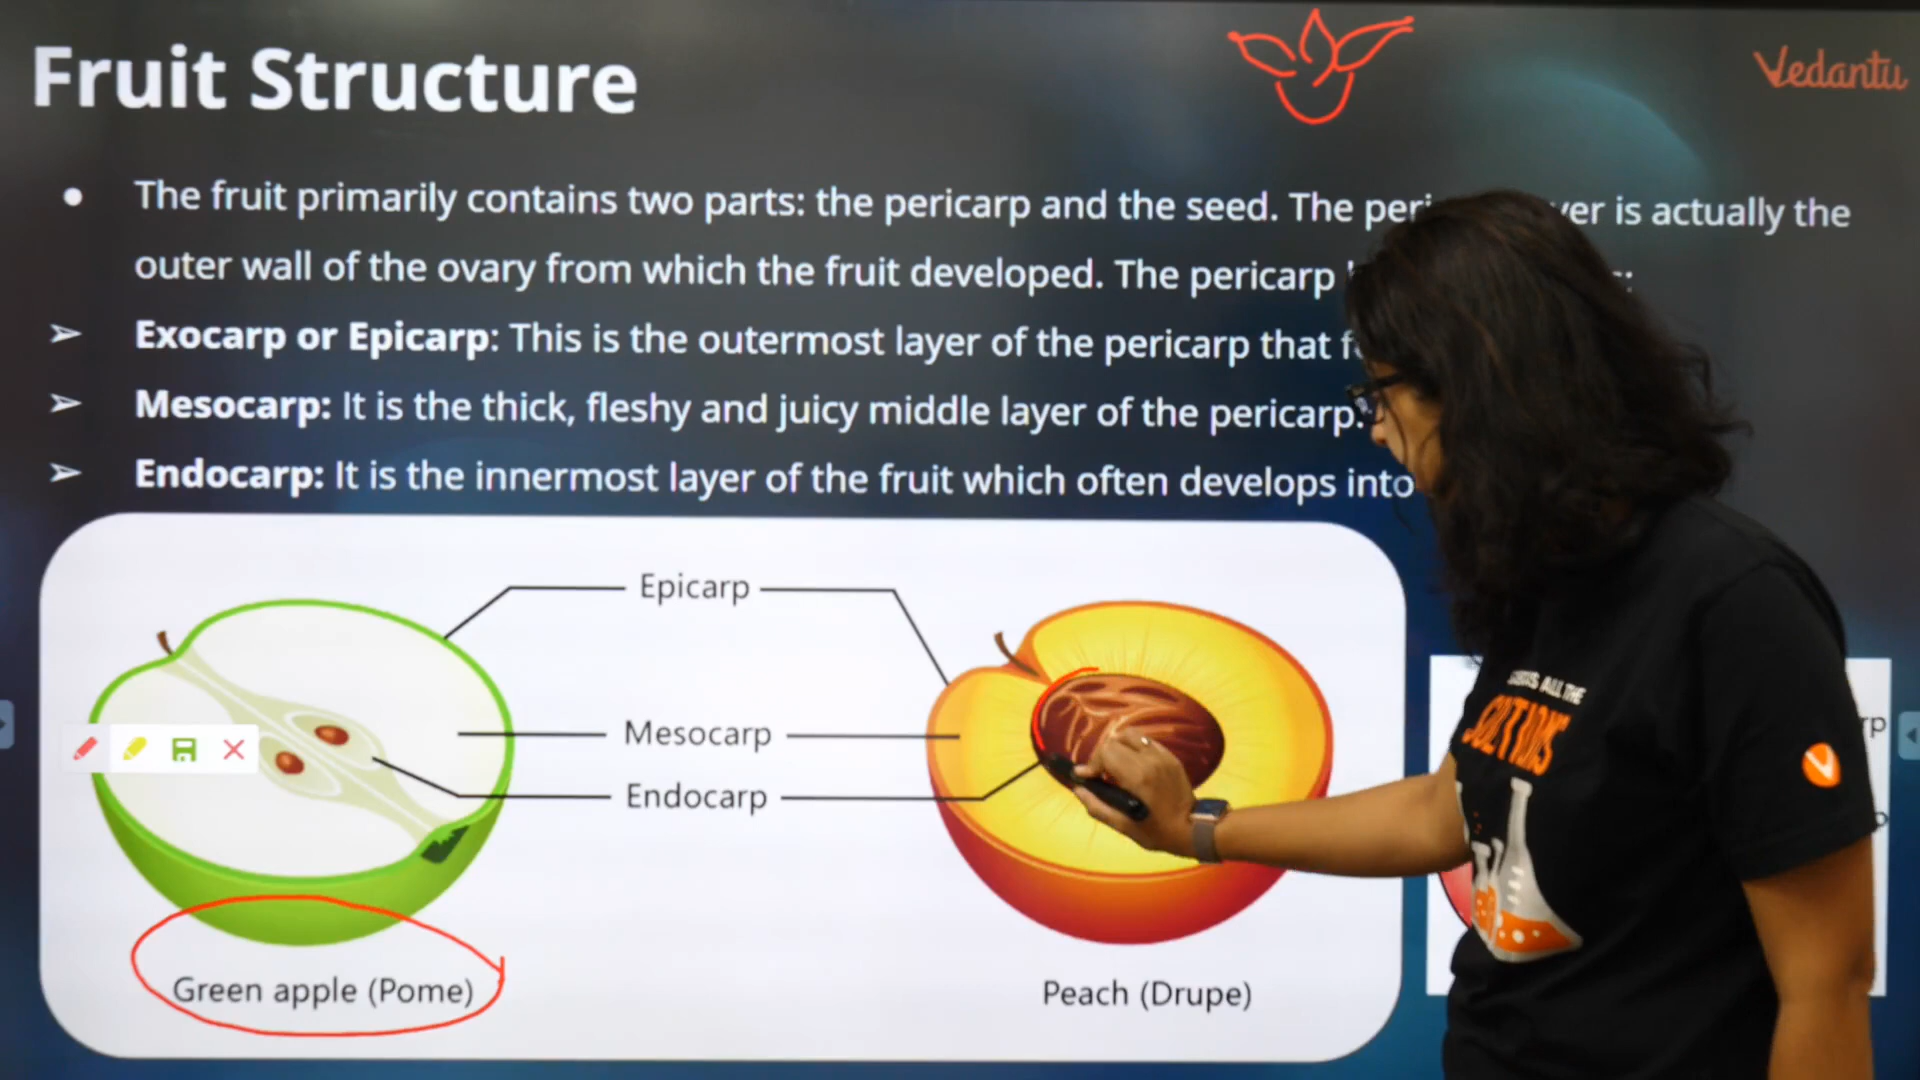 Fruit Structure
Vedantu
The fruit primarily contains two parts: the pericarp and the seed. The is actually the
outer wall of the ovary from which the fruit developed. The pericarp
Exocarp or Epicarp: This is the outermost layer of the pericarp that
Mesocarp: It is the thick, fleshy and juicy middle layer of the pericarp.
Endocarp: It is the innermost layer of the fruit which often develops into
Epicarp
Mesocarp
Endocarp
Green apple (Pome)
Peach (Drupe)
ALL THE